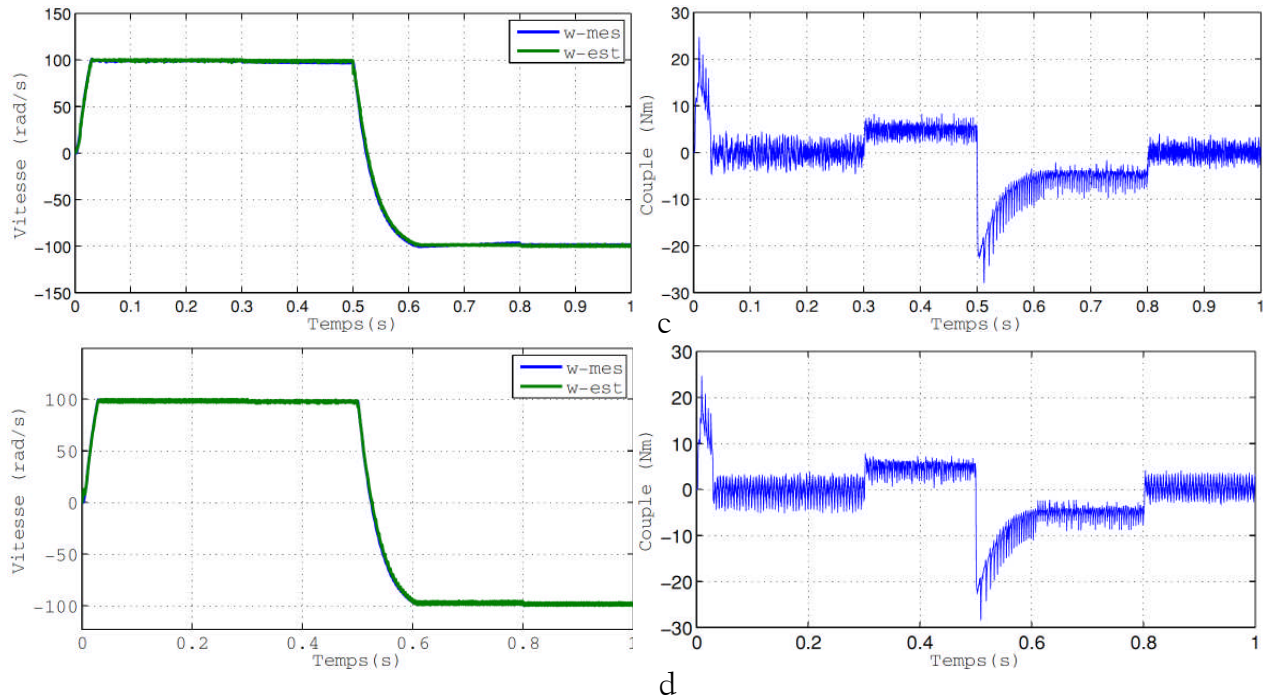 w-mes
w-est
Vitesse (rad/s)
150
100
50
0
−50
−100
−150
0 0.1 0.2 0.3 0.4 0.5 0.6 0.7 0.8 0.9 1
Temps(s)
Couple (Nm)
30
20
10
0
−10
−20
−30
0 0.1 0.2 0.3 0.4 0.5 0.6 0.7 0.8 0.9 1
Temps(s)
c
w-mes
w-est
Vitesse (rad/s)
100
50
0
-50
-100
0 0.2 0.4 0.6 0.8 1
Temps(s)
Couple (Nm)
30
20
10
0
−10
−20
−30
0 0.2 0.4 0.6 0.8 1
Temps(s)
d